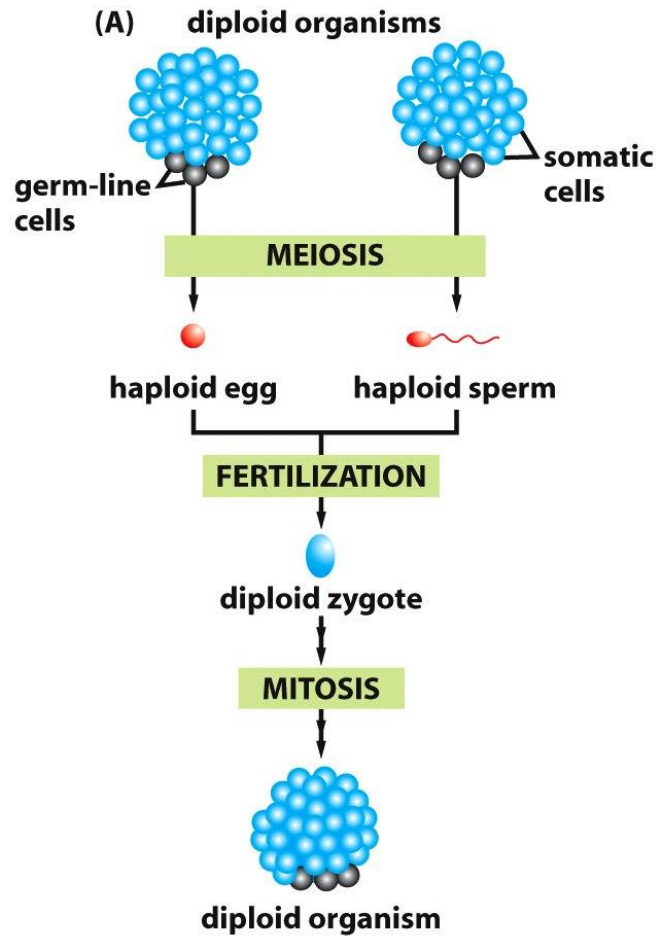 (A) diploid organisms
germ-line
cells
somatic
cells
MEIOSIS
haploid egg
haploid sperm
FERTILIZATION
diploid zygote
MITOSIS
diploid organism